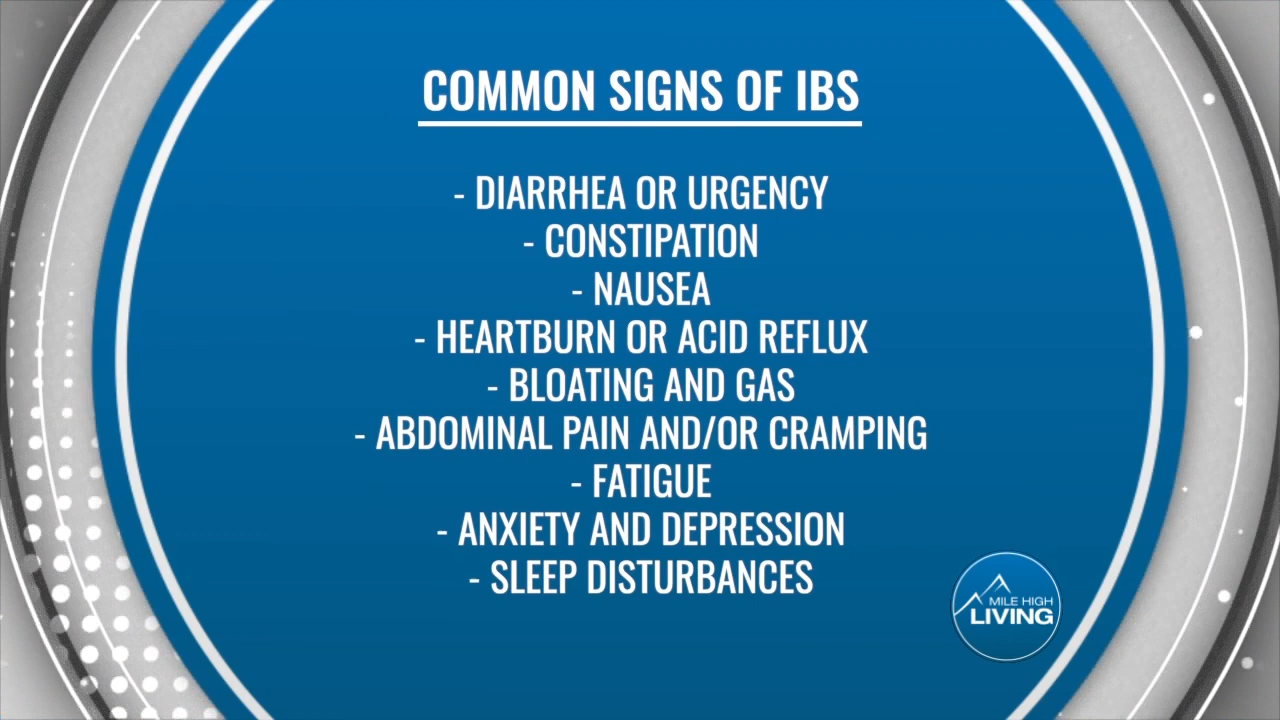 COMMON SIGNS OF IBS
- DIARRHEA OR URGENCY
- CONSTIPATION
- NAUSEA
- HEARTBURN OR ACID REFLUX
- BLOATING AND GAS
- ABDOMINAL PAIN AND/OR CRAMPING
- FATIGUE
- ANXIETY AND DEPRESSION
- SLEEP DISTURBANCES
MILE HIGH
LIVING